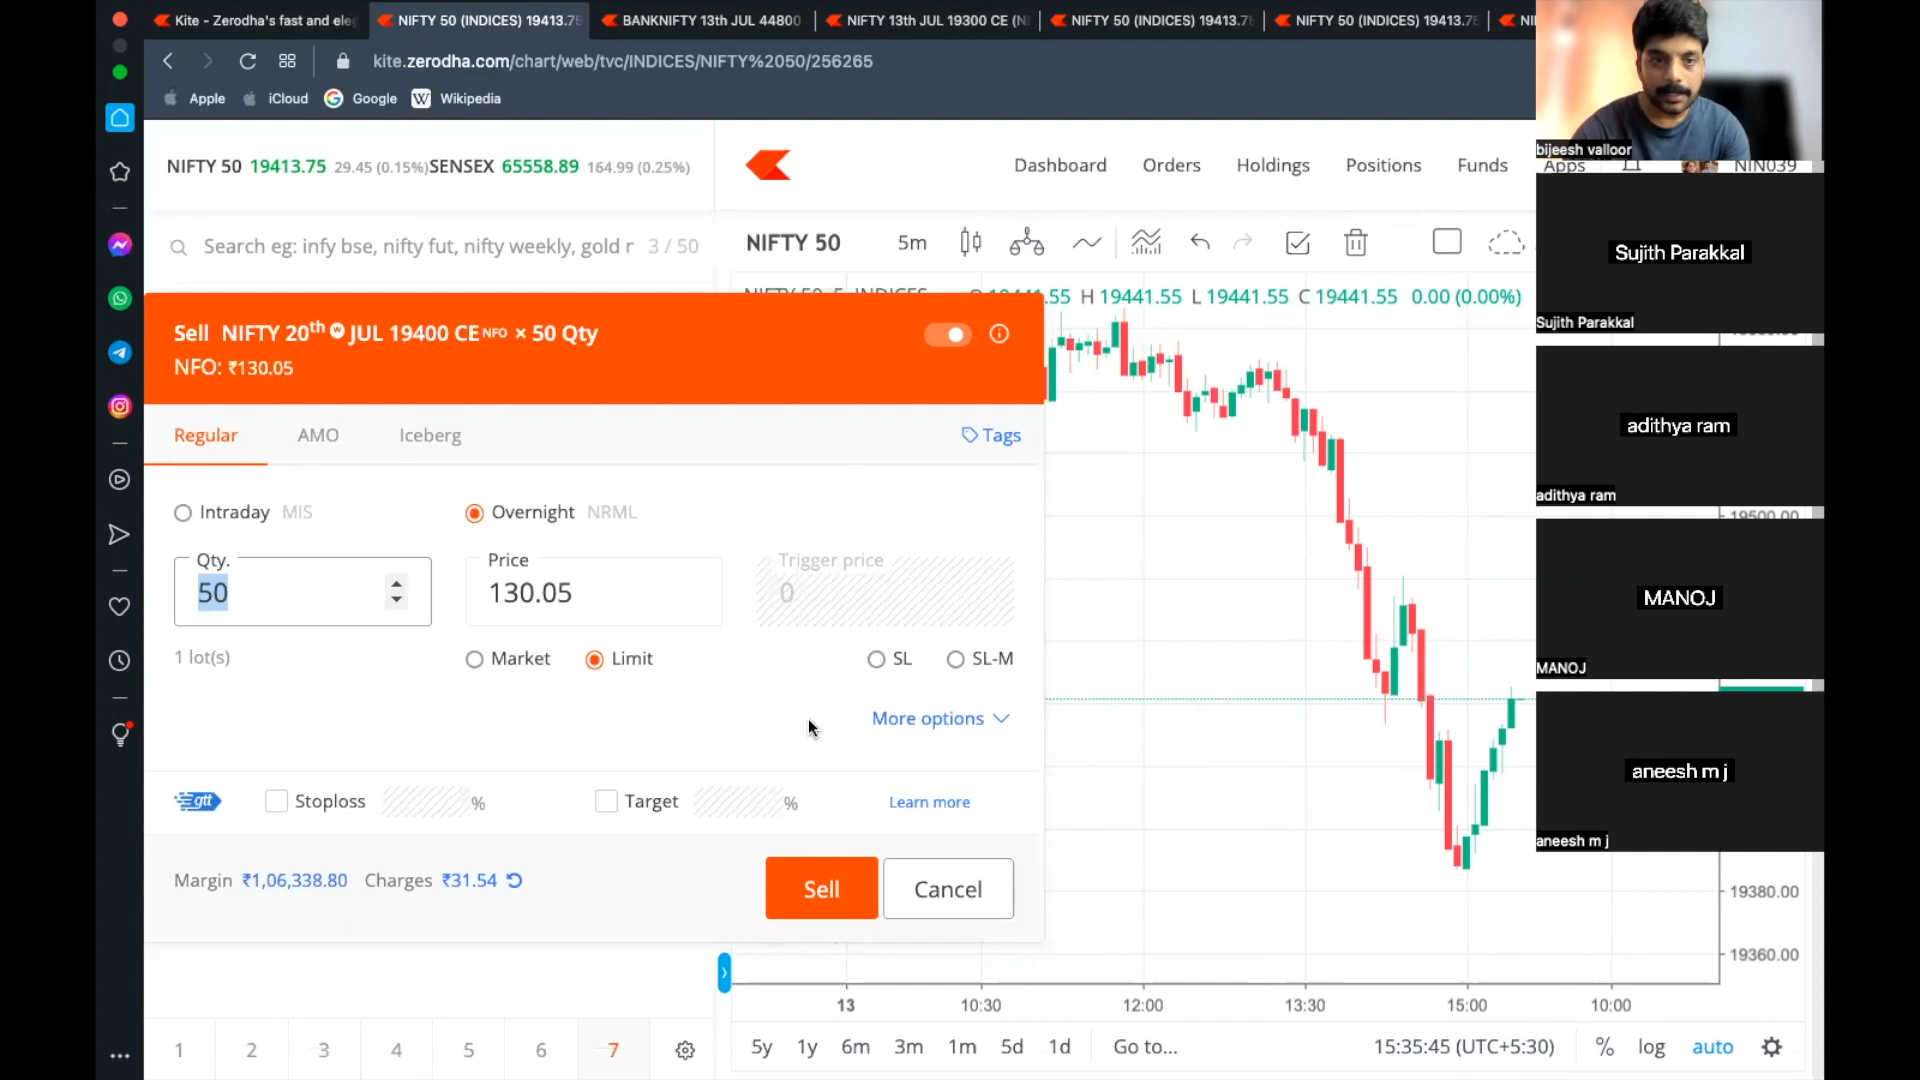 Kite - Zerodha's fast and ele
NIFTY 50 (INDICES) 19413.75
BANKNIFTY 13th JUL 44800
NIFTY 13th JUL 19300 CE (N
NIFTY 50 (INDICES) 19413.7
NIFTY 50 (INDICES) 19413.75
kite.zerodha.com/chart/web/tvc/INDICES/NIFTY%2050/256265
Apple iCloud Google Wikipedia
bijeesh valloor
NIFTY 50 19413.75 29.45 (0.15%) SENSEX 65558.89 164.99 (0.25%)
Dashboard Orders Holdings Positions Funds Apps NIN039
Search eg: infy bse, nifty fut, nifty weekly, gold r 3 / 50
NIFTY 50 5m
H 19441.55 L 19441.55 C 19441.55 0.00 (0.00%)
Sell NIFTY 20th W JUL 19400 CE NFO × 50 Qty
NFO: ₹130.05
Regular AMO Iceberg Tags
Intraday MIS Overnight NRML
Qty. Price Trigger price
50 130.05 0
1 lot(s) Market Limit SL SL-M
More options
gtt Stoploss % Target % Learn more
Margin ₹1,06,338.80 Charges ₹31.54
Sell Cancel
Sujith Parakkal
Sujith Parakkal
adithya ram
adithya ram
19500.00
MANOJ
MANOJ
aneesh m j
aneesh m j
19380.00
19360.00
13 10:30 12:00 13:30 15:00 10:00
1 2 3 4 5 6 7
5y 1y 6m 3m 1m 5d 1d Go to... 15:35:45 (UTC+5:30) % log auto